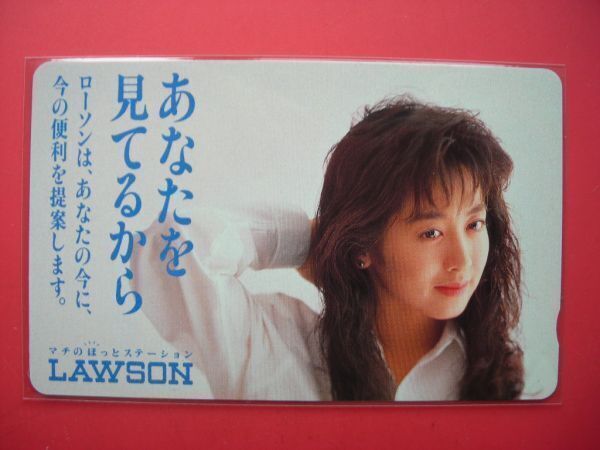 あなたを
見てるから
ローソンは、あなたの今に、
今の便利を提案します。
マチのほっとステーション
LAWSON